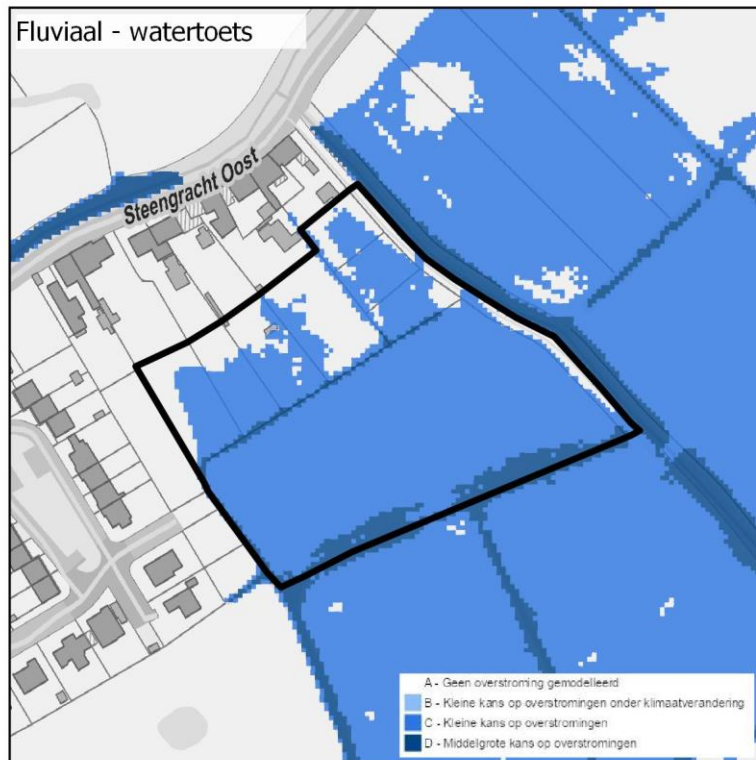 Fluviaal - watertoets
Steengracht Oost
A - Geen overstroming gemodelleerd
B - Kleine kans op overstromingen onder klimaatverandering
C - Kleine kans op overstromingen
D - Middelgrote kans op overstromingen